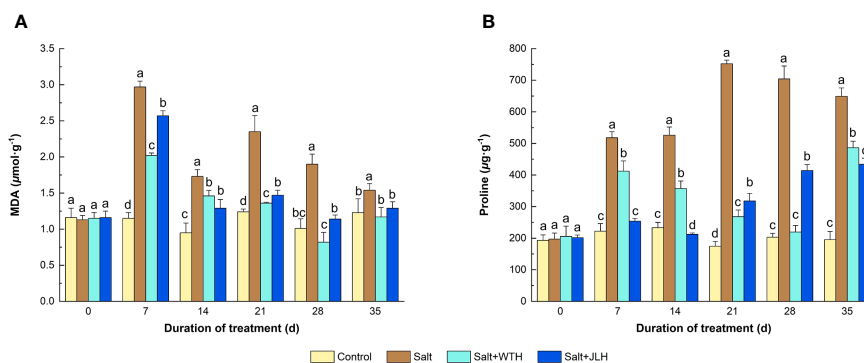 A
MDA (μmol·g⁻¹)
3.5
3.0
2.5
2.0
1.5
1.0
0.5
0.0
a a a a
d a c b
c a b b
c a c b
bc a c b
b a b b
0 7 14 21 28 35
Duration of treatment (d)
B
Proline (μg·g⁻¹)
800
700
600
500
400
300
200
100
0
a a a a
c a b c
c a b d
d a c b
c a c b
c a b
0 7 14 21 28 35
Duration of treatment (d)
Control Salt Salt+WTH Salt+JLH